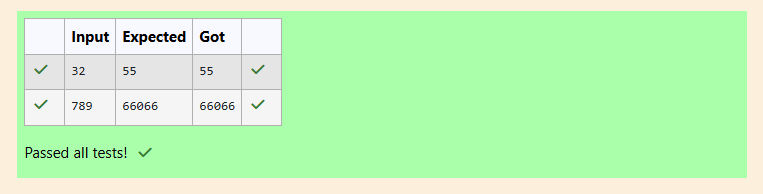 Input Expected Got
32 55 55
789 66066 66066
Passed all tests!